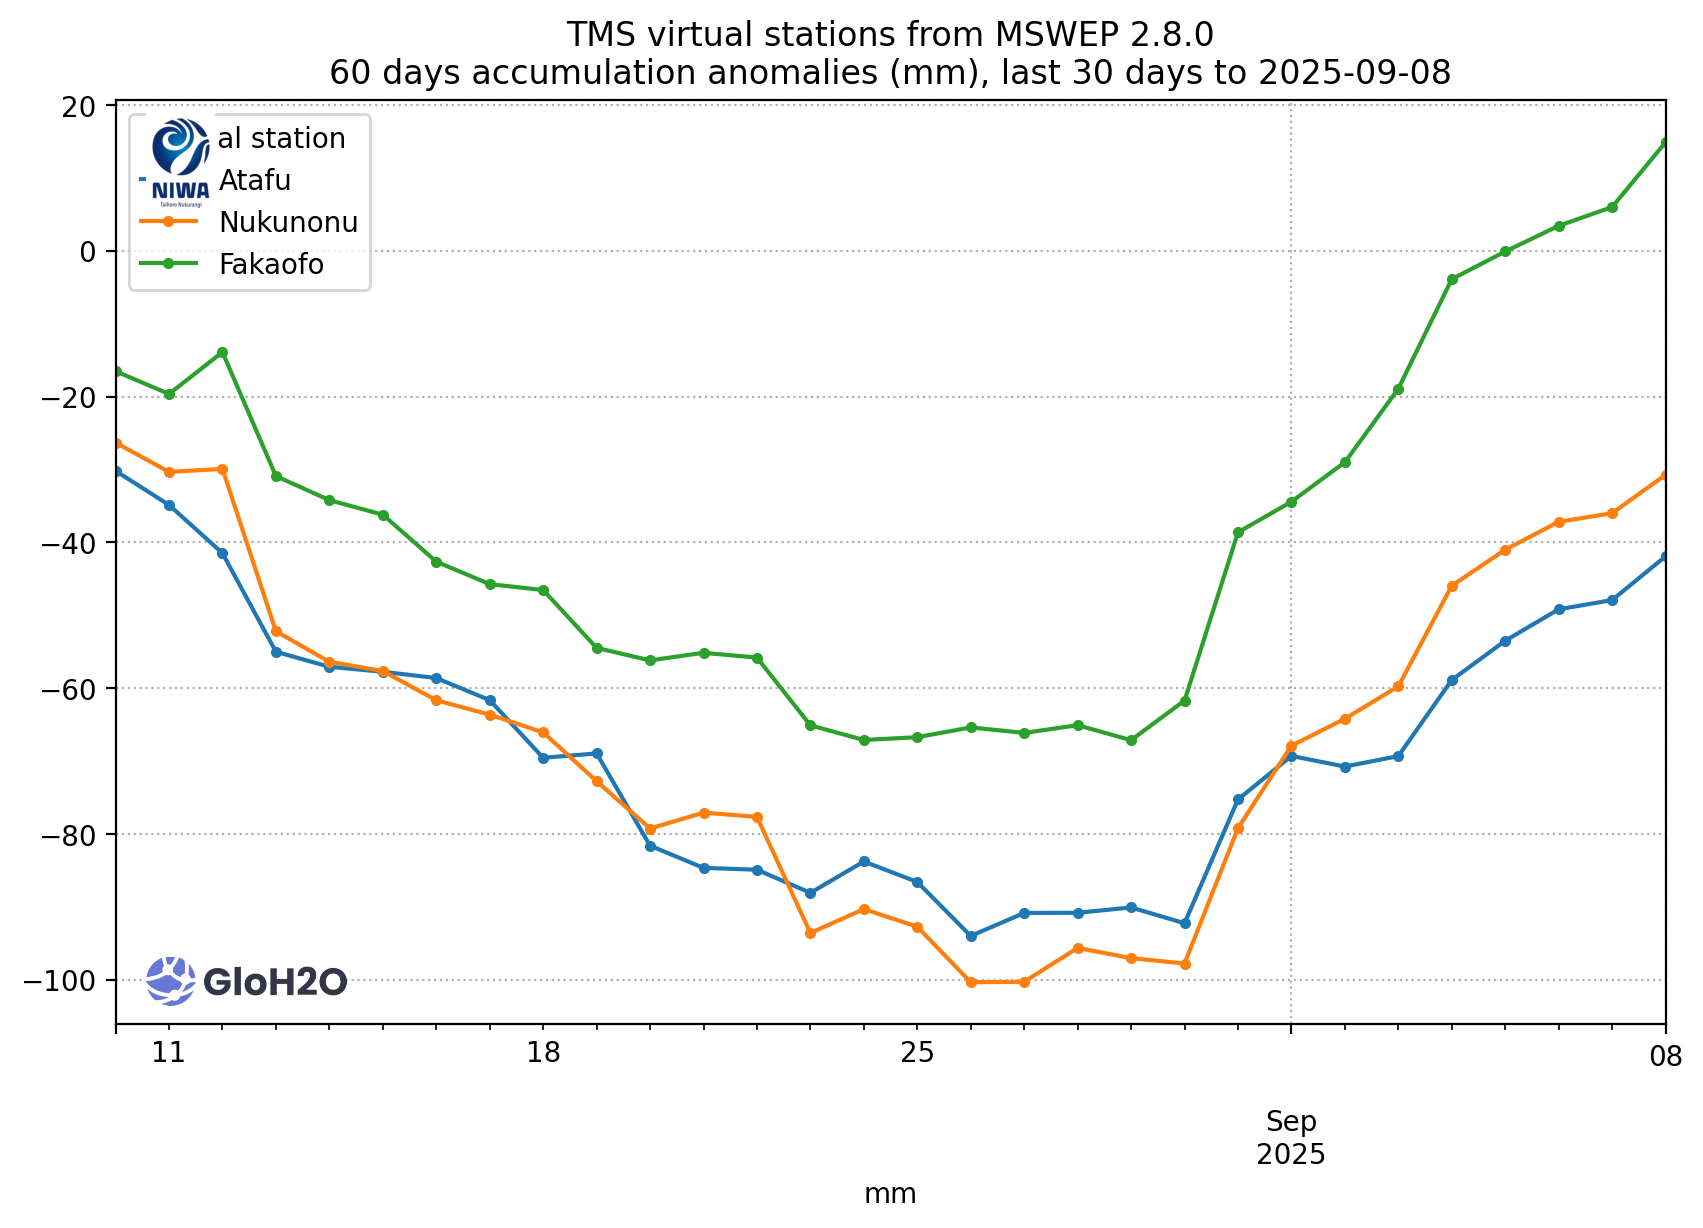 TMS virtual stations from MSWEP 2.8.0
60 days accumulation anomalies (mm), last 30 days to 2025-09-08
20
0
−20
−40
−60
−80
−100
al station
Atafu
Nukunonu
Fakaofo
NIWA
Taihoro Nukurangi
GloH2O
11
18
25
08
Sep
2025
mm